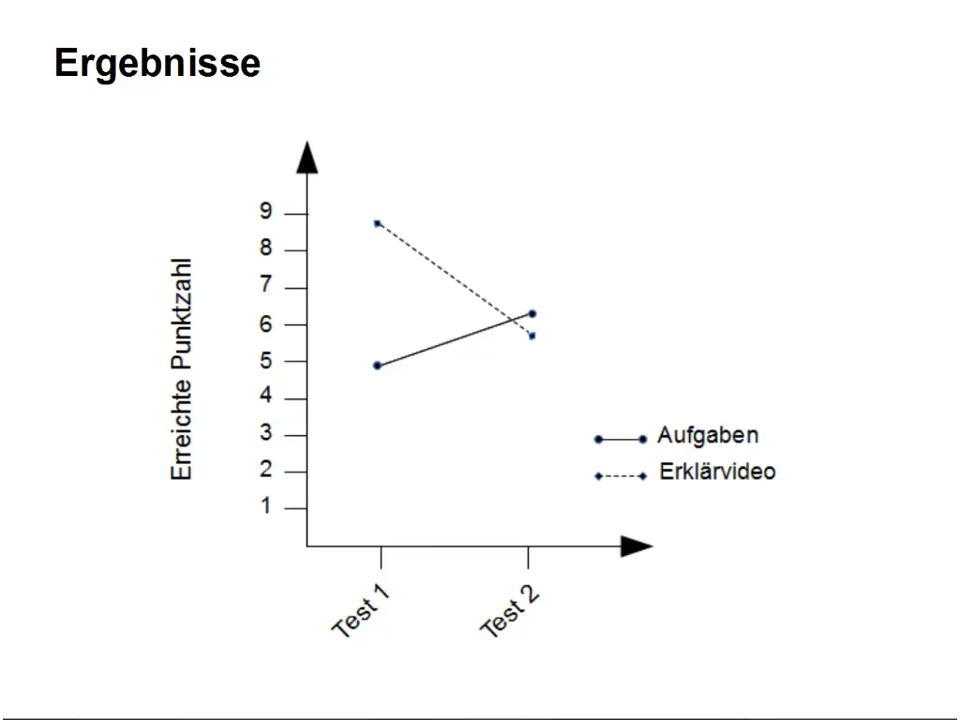 Ergebnisse
Erreichte Punktzahl
9
8
7
6
5
4
3
2
1
Aufgaben
Erklärvideo
Test 1
Test 2